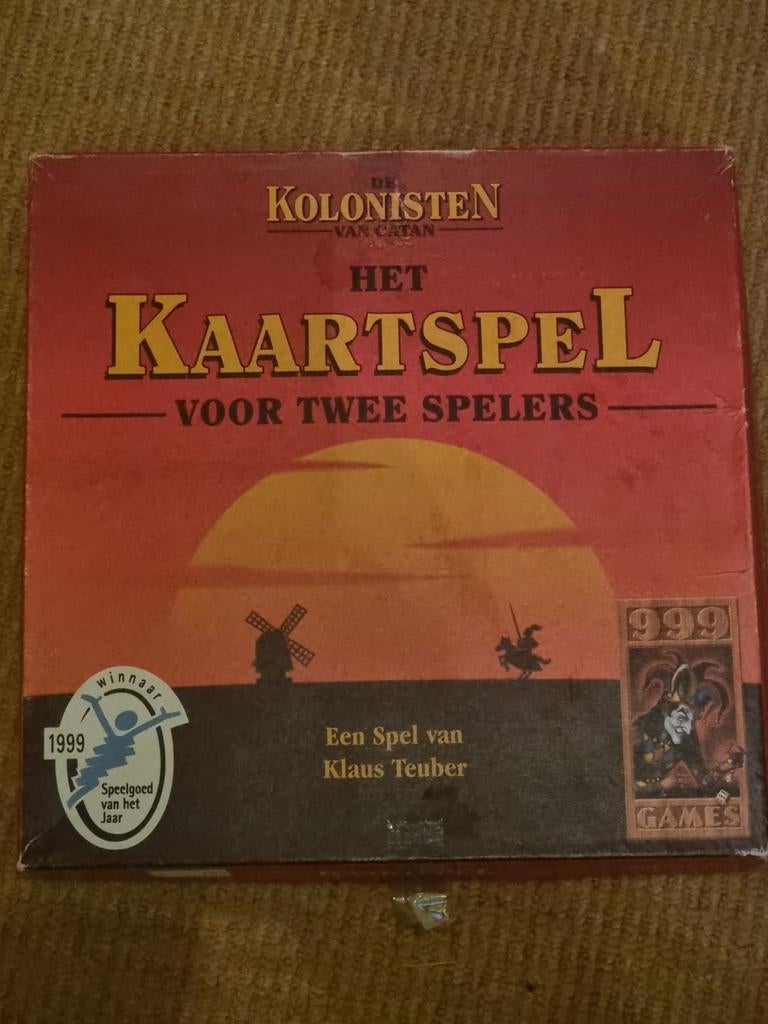 DE
KOLONISTEN
VAN CATAN
HET
KAARTSPEL
VOOR TWEE SPELERS
999
GAMES
winnaar
1999
Speelgoed
van het
Jaar
Een Spel van
Klaus Teuber
KAARTSPEL